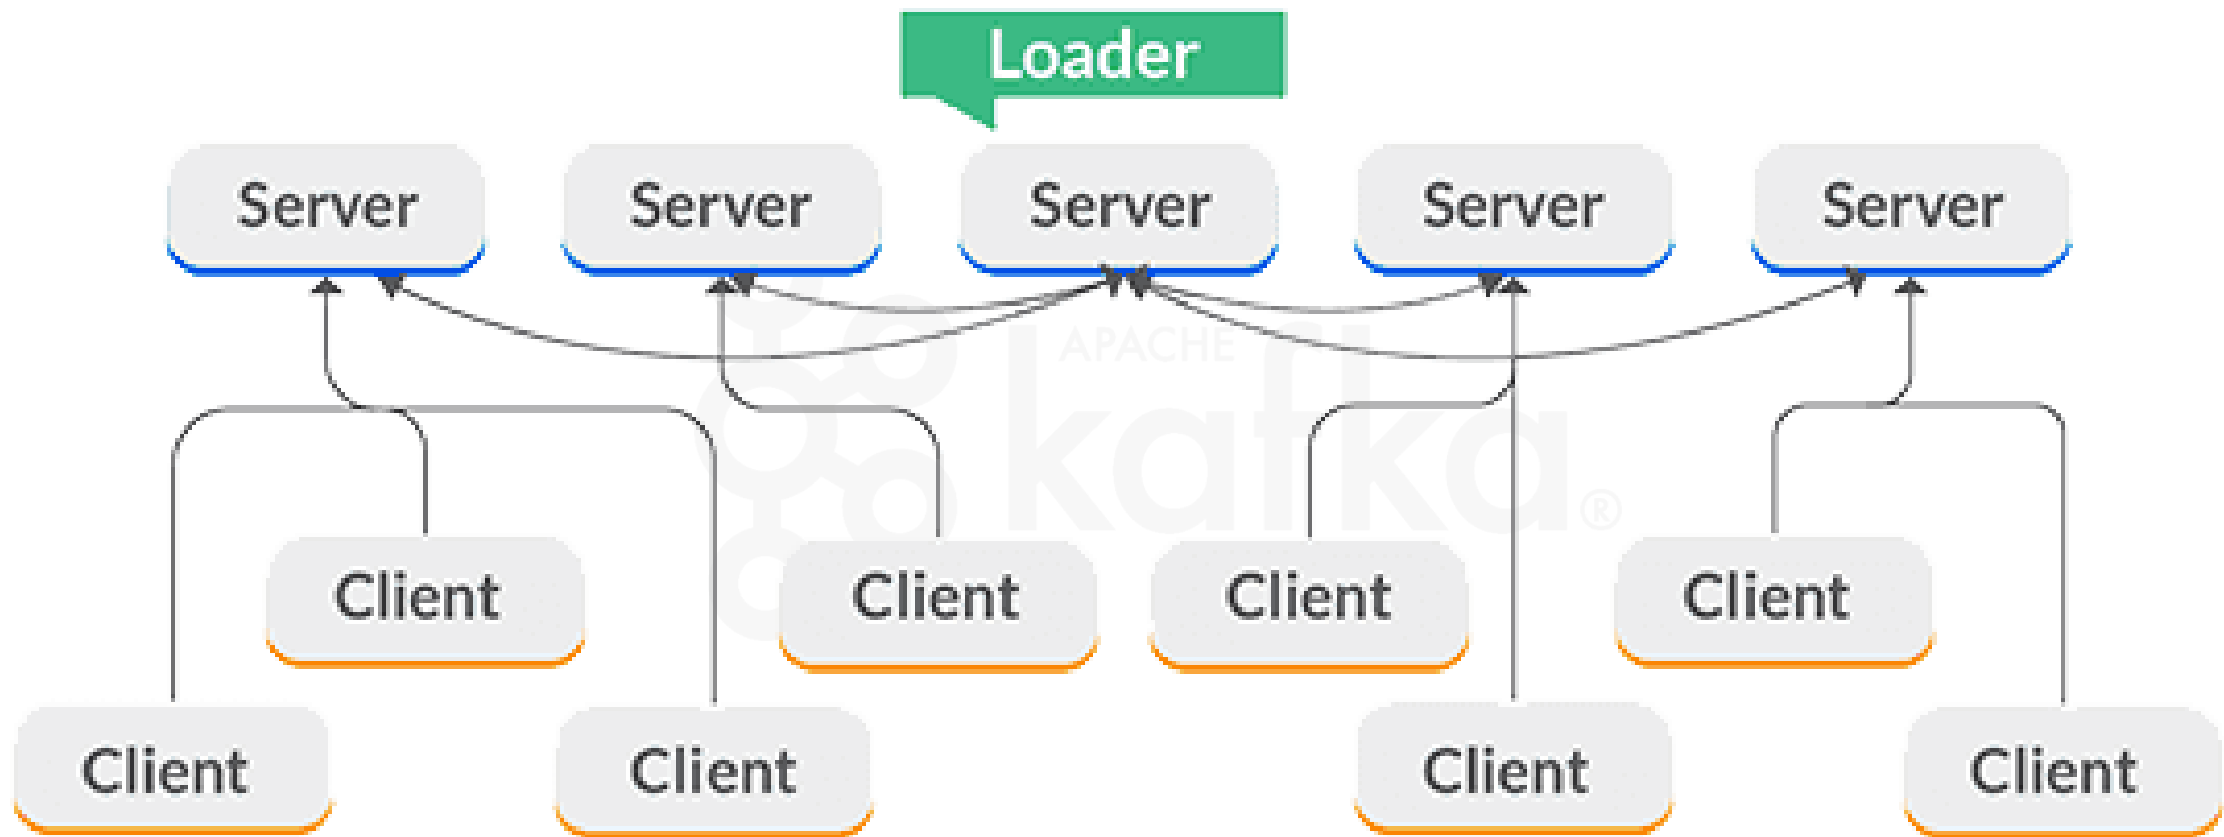 Loader
Server Server Server Server Server
APACHE
kafka®
Client Client Client Client
Client Client Client Client